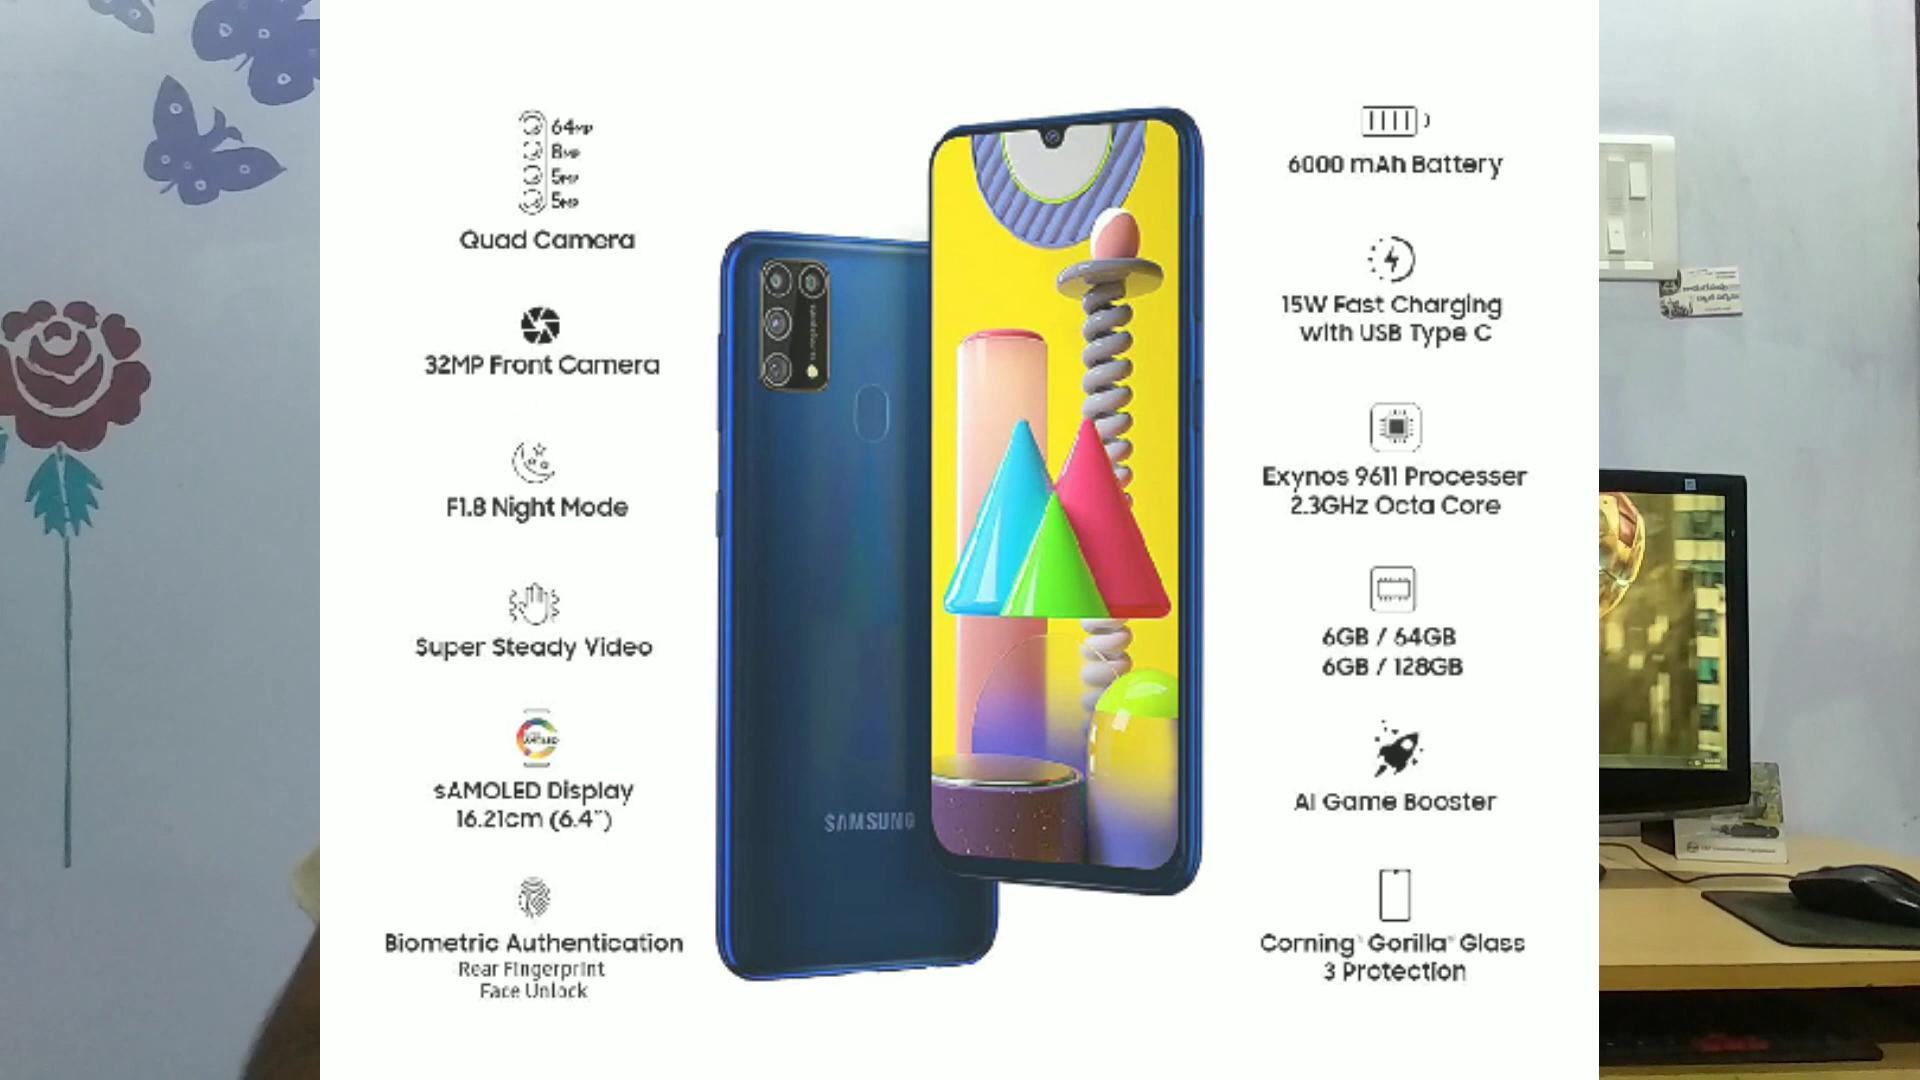 64MP
8MP
5MP
5MP
Quad Camera
32MP Front Camera
F1.8 Night Mode
Super Steady Video
sAMOLED Display
16.21cm (6.4")
Biometric Authentication
Rear Fingerprint
Face Unlock
SAMSUNG
6000 mAh Battery
15W Fast Charging
with USB Type C
Exynos 9611 Processer
2.3GHz Octa Core
6GB / 64GB
6GB / 128GB
AI Game Booster
Corning® Gorilla® Glass
3 Protection